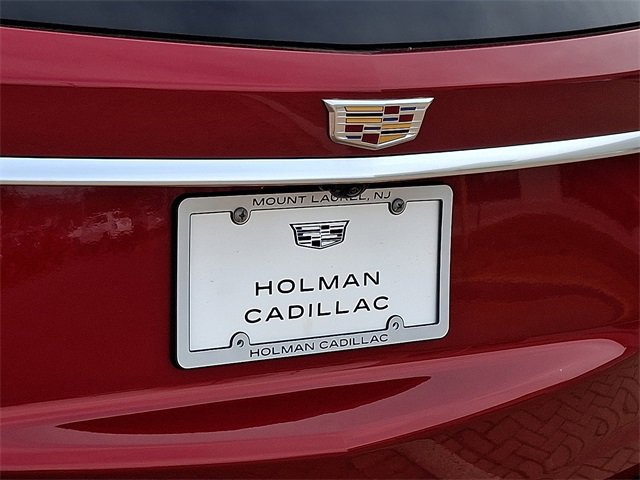 MOUNT LAUREL, NJ
HOLMAN
CADILLAC
HOLMAN CADILLAC